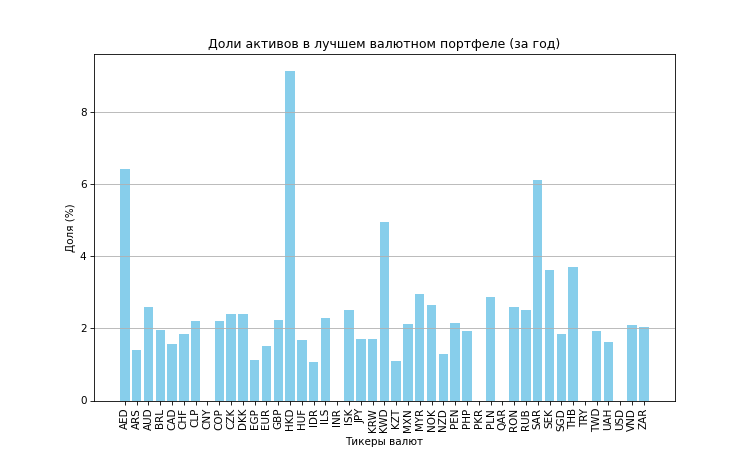 Доли активов в лучшем валютном портфеле (за год)
Доля (%)
8
6
4
2
0
AED ARS AUD BRL CAD CHF CLP CNY COP CZK DKK EGP EUR GBP HKD HUF IDR ILS INR ISK JPY KRW KWD KZT MXN MYR NOK NZD PEN PHP PKR PLN QAR RON RUB SAR SEK SGD THB TRY TWD UAH USD VND ZAR
Тикеры валют